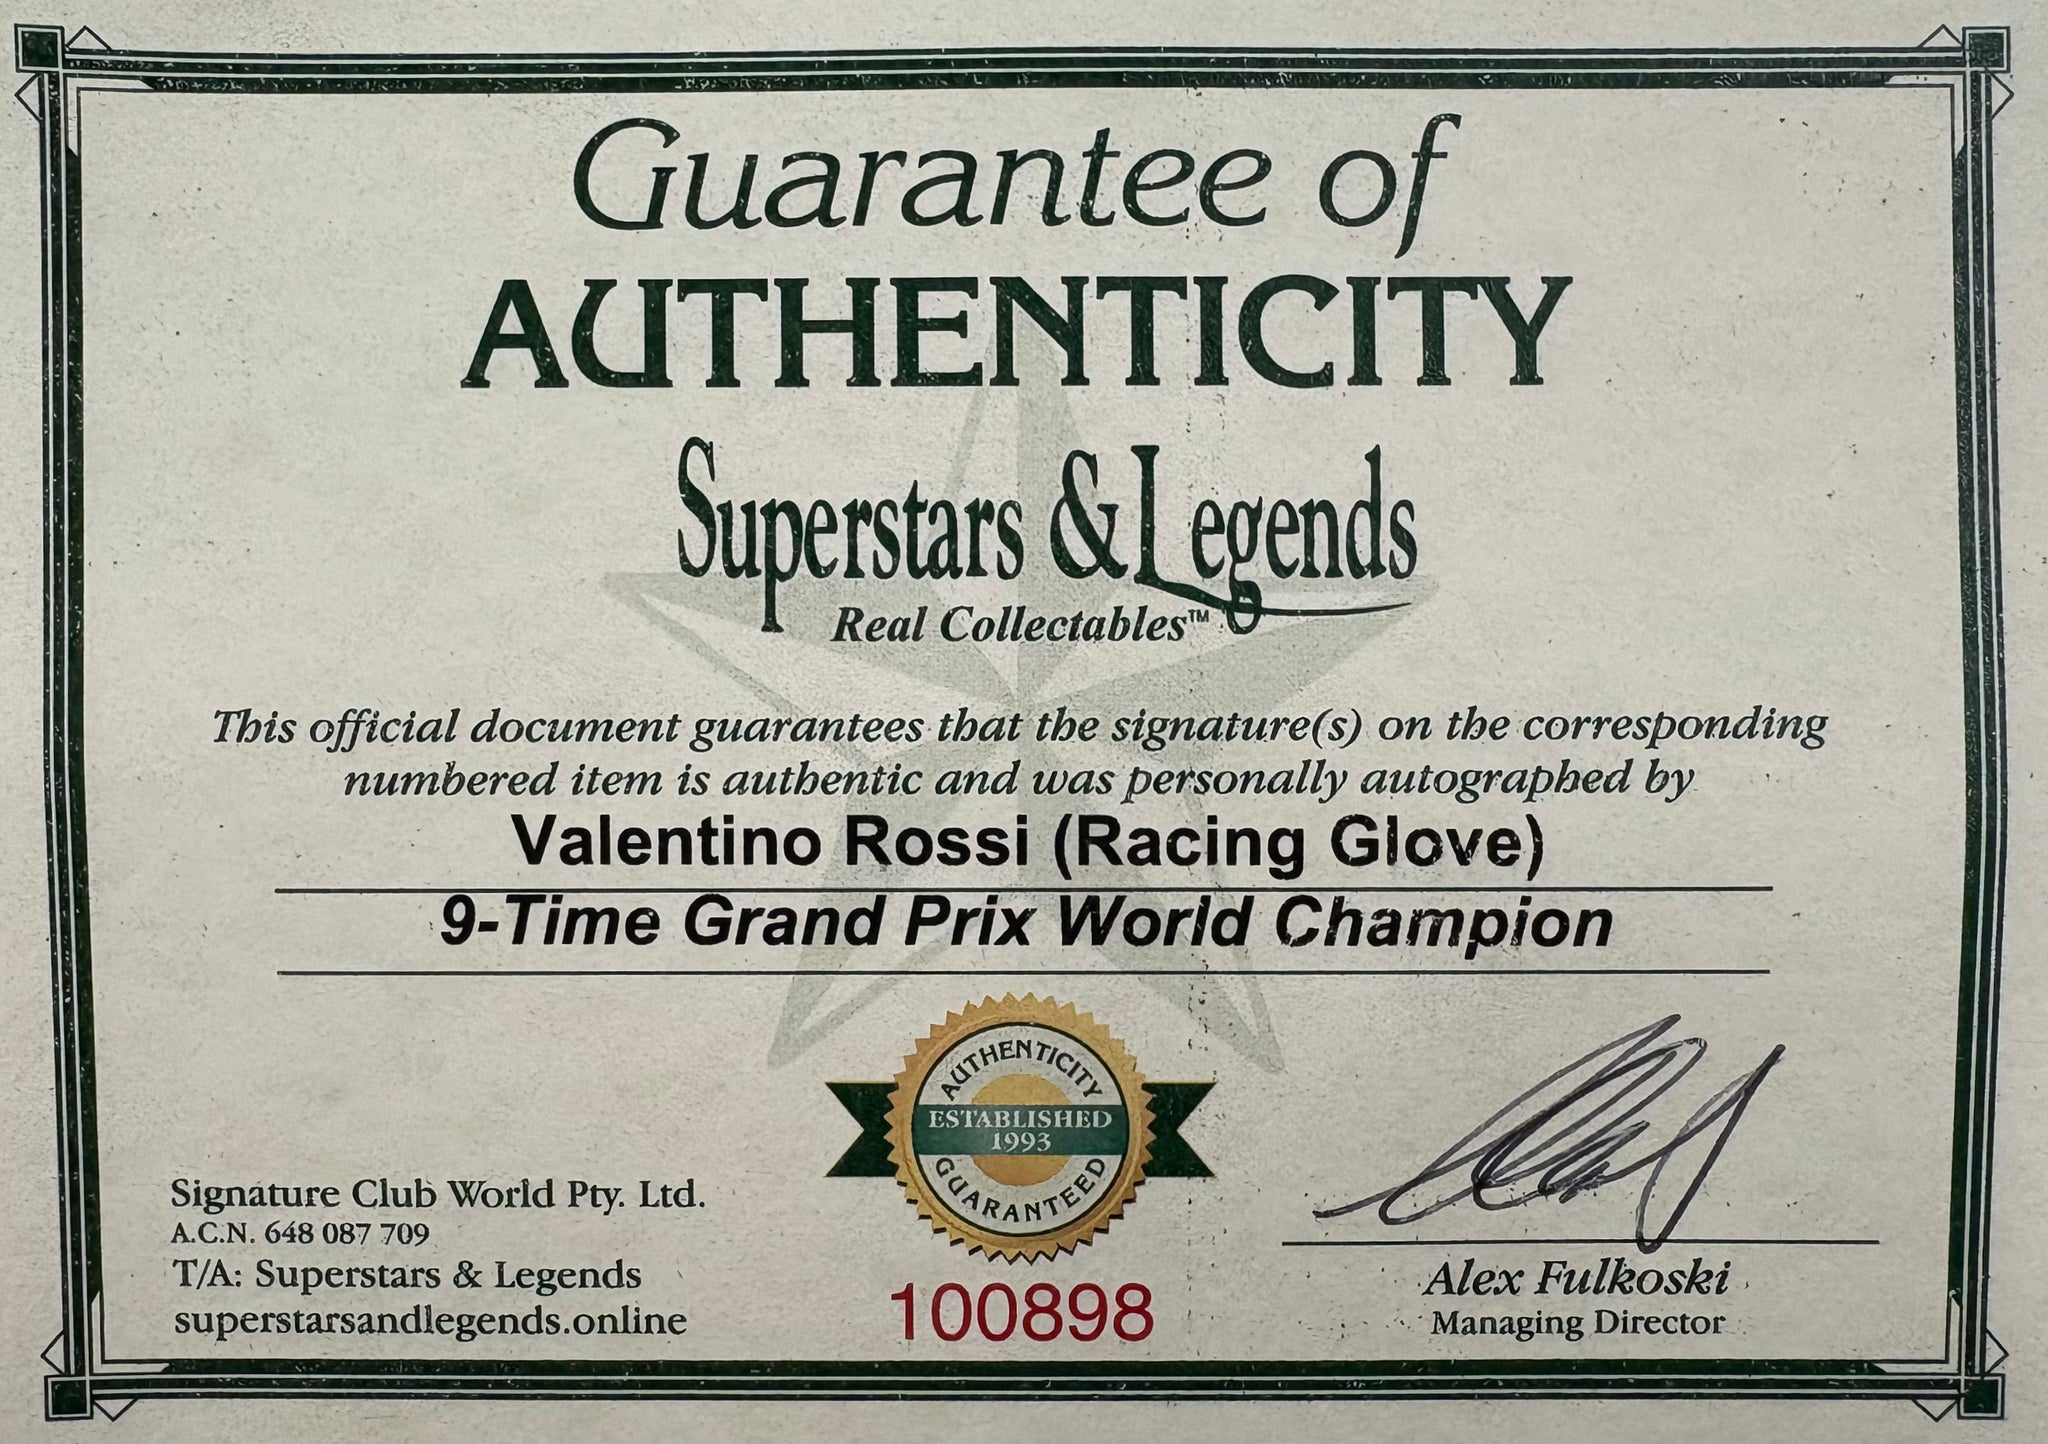 Guarantee of
AUTHENTICITY
Superstars & Legends
Real Collectables™
This official document guarantees that the signature(s) on the corresponding
numbered item is authentic and was personally autographed by
Valentino Rossi (Racing Glove)
9-Time Grand Prix World Champion
AUTHENTICITY
ESTABLISHED
1993
GUARANTEED
Signature Club World Pty. Ltd.
A.C.N. 648 087 709
T/A: Superstars & Legends
superstarsandlegends.online
100898
Alex Fulkoski
Managing Director